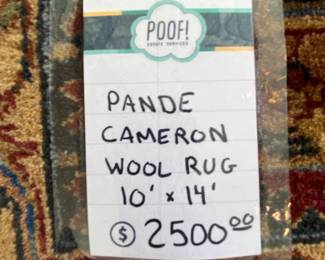 POOF!
ESTATE SERVICES
PANDE
CAMERON
WOOL RUG
10' x 14'
$ 2500.00